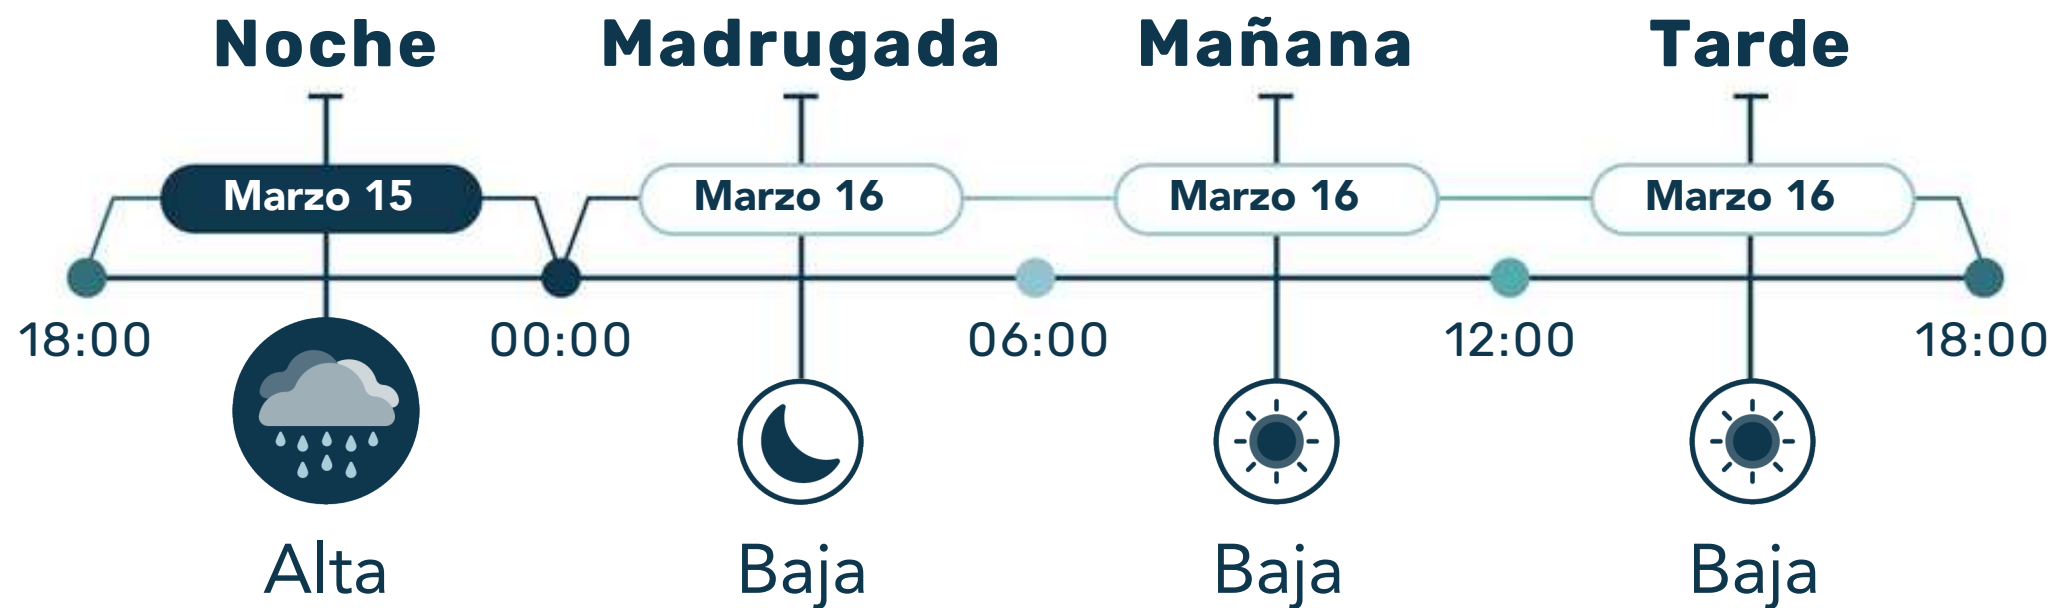 Noche Madrugada Mañana Tarde
Marzo 15 Marzo 16 Marzo 16 Marzo 16
18:00 00:00 06:00 12:00 18:00
Alta Baja Baja Baja